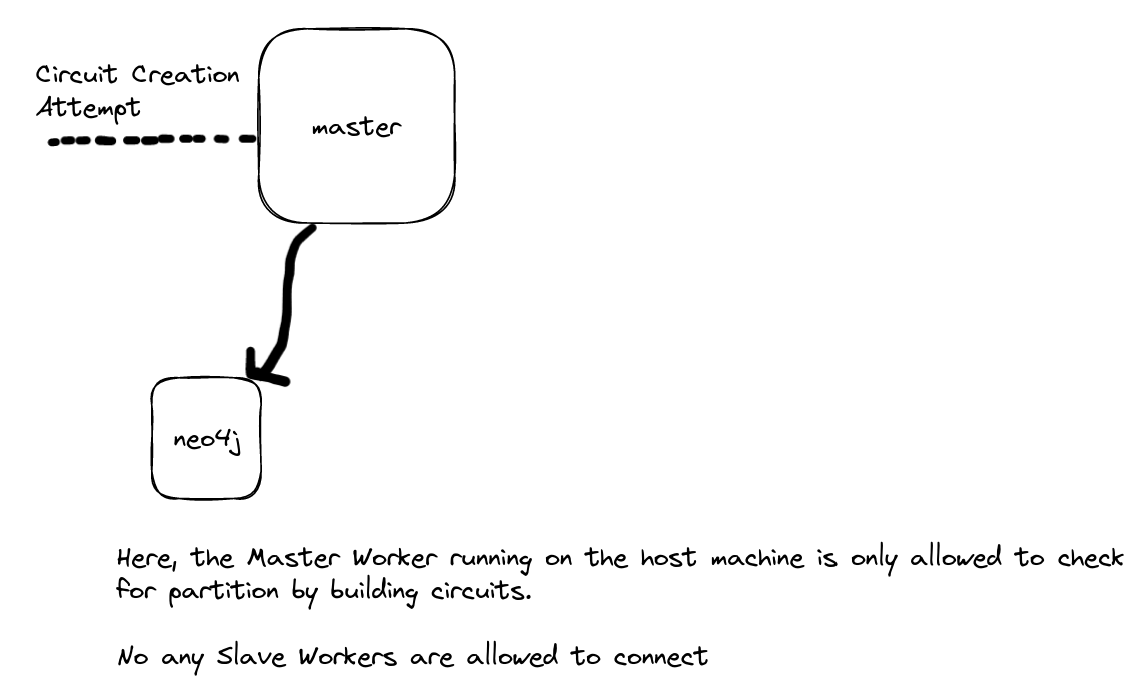 Circuit Creation
Attempt
master
neo4j
Here, the Master Worker running on the host machine is only allowed to check
for partition by building circuits.
No any Slave Workers are allowed to connect